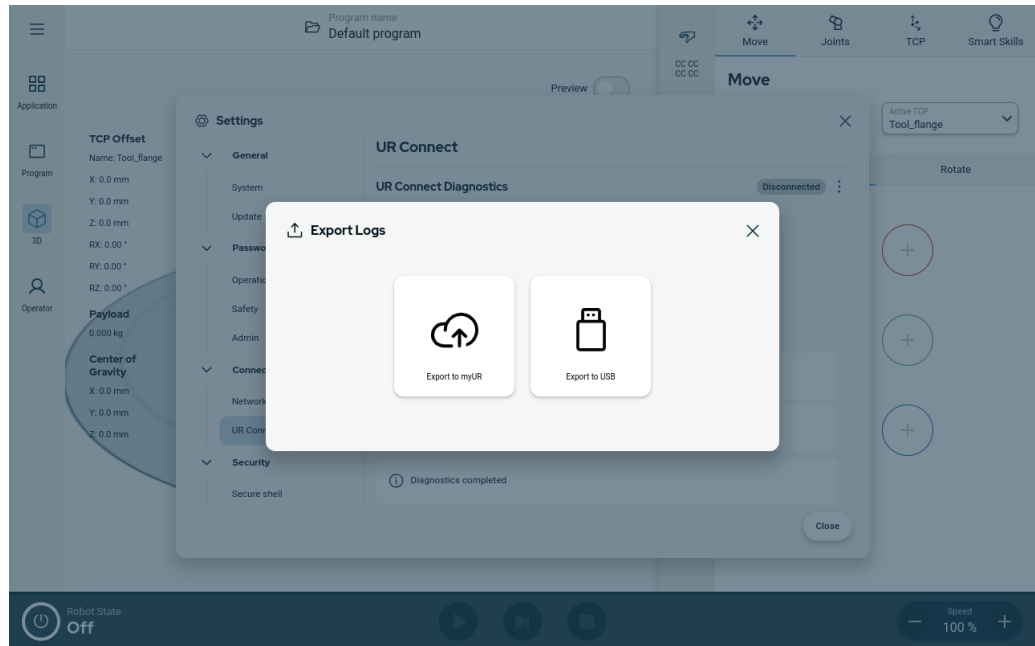 Program name
Default program
Move
Joints
TCP
Smart Skills
CC CC
CC CC
Application
Program
3D
Operator
Preview
Move
Active TCP
Tool_flange
Rotate
TCP Offset
Name: Tool_flange
X: 0.0 mm
Y: 0.0 mm
Z: 0.0 mm
RX: 0.00 °
RY: 0.00 °
RZ: 0.00 °
Payload
0.000 kg
Center of
Gravity
X: 0.0 mm
Y: 0.0 mm
Z: 0.0 mm
Settings
General
System
Update
Passwo
Operatio
Safety
Admin
Connec
Network
UR Conn
Security
Secure shell
UR Connect
UR Connect Diagnostics
Disconnected
Export Logs
Export to myUR
Export to USB
Diagnostics completed
Close
Robot State
Off
Speed
100 %